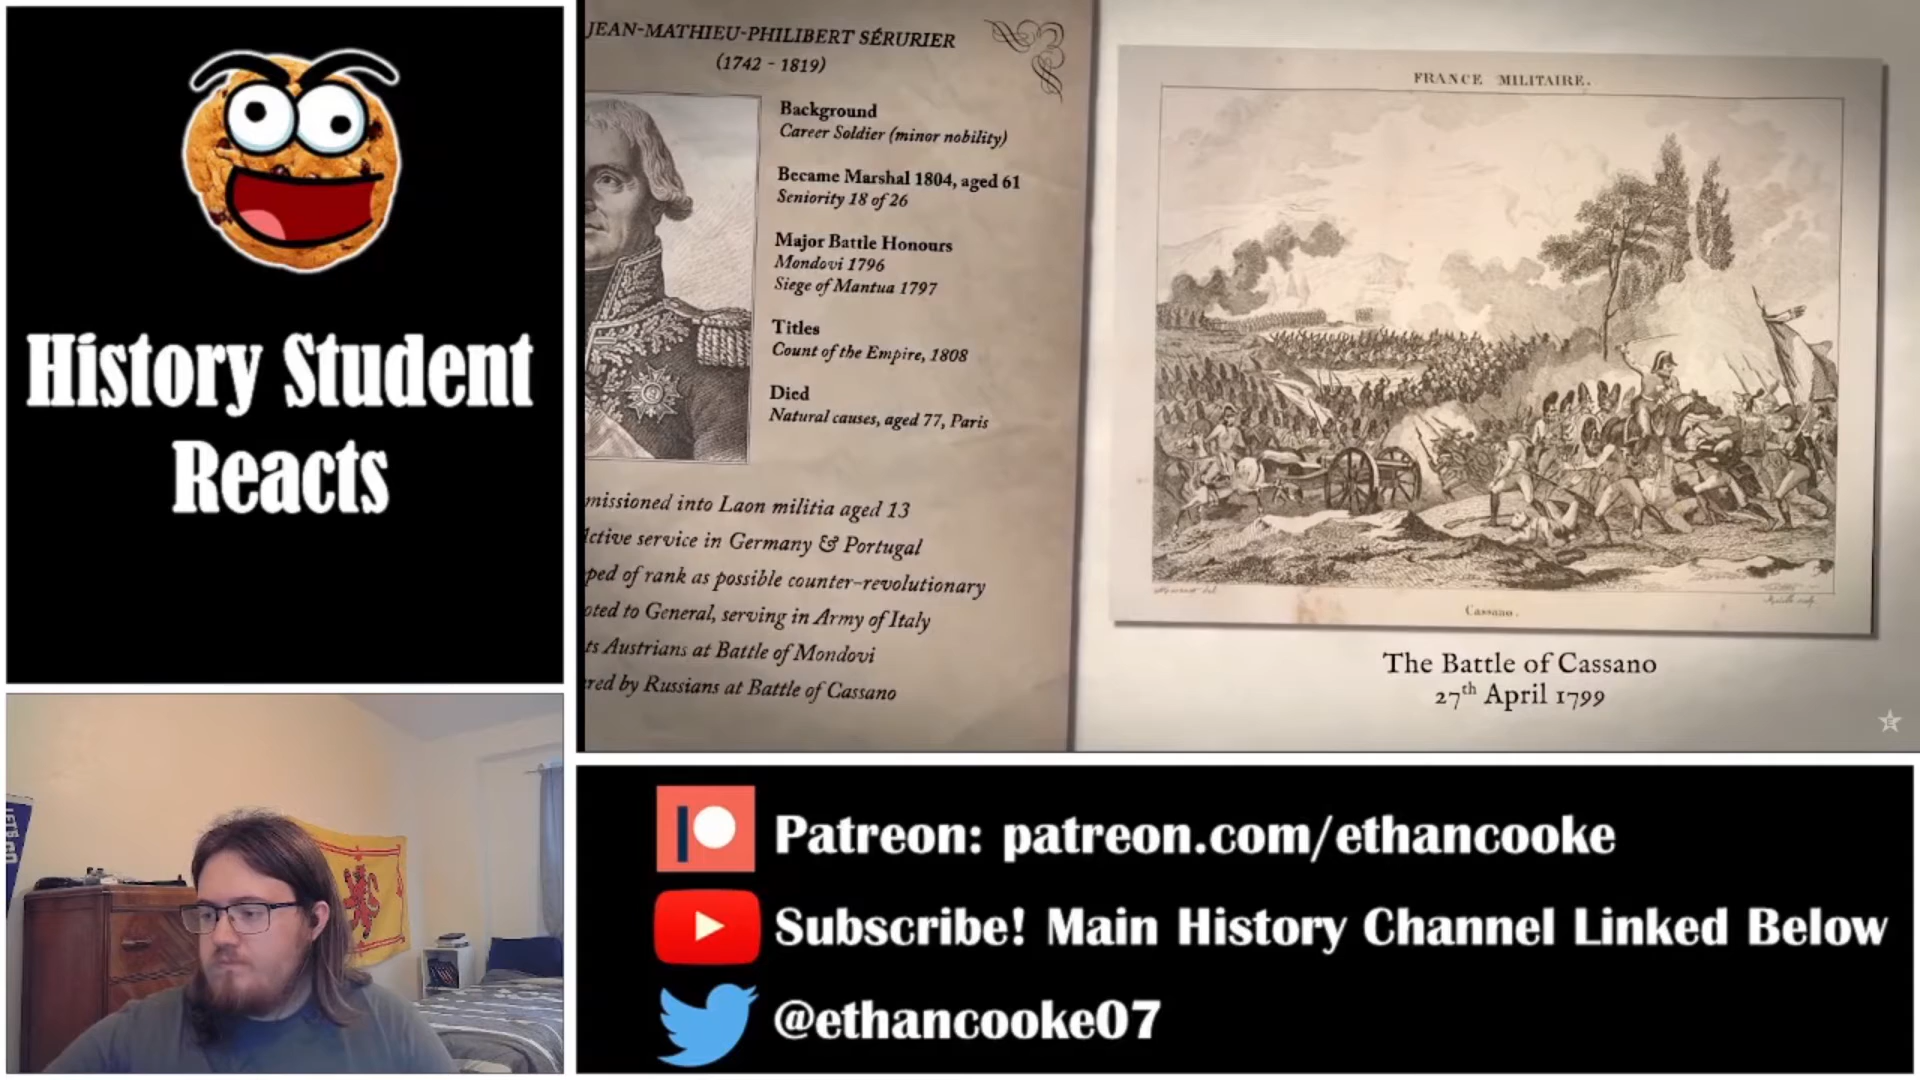 History Student
Reacts
JEAN-MATHIEU-PHILIBERT SÉRURIER
(1742 - 1819)
Background
Career Soldier (minor nobility)
Became Marshal 1804, aged 61
Seniority 18 of 26
Major Battle Honours
Mondovi 1796
Siege of Mantua 1797
Titles
Count of the Empire, 1808
Died
Natural causes, aged 77, Paris
missioned into Laon militia aged 13
ctive service in Germany & Portugal
ped of rank as possible counter-revolutionary
oted to General, serving in Army of Italy
ts Austrians at Battle of Mondovi
red by Russians at Battle of Cassano
FRANCE MILITAIRE.
Cassano.
The Battle of Cassano
27th April 1799
LET'S GO
Patreon: patreon.com/ethancooke
Subscribe! Main History Channel Linked Below
@ethancooke07